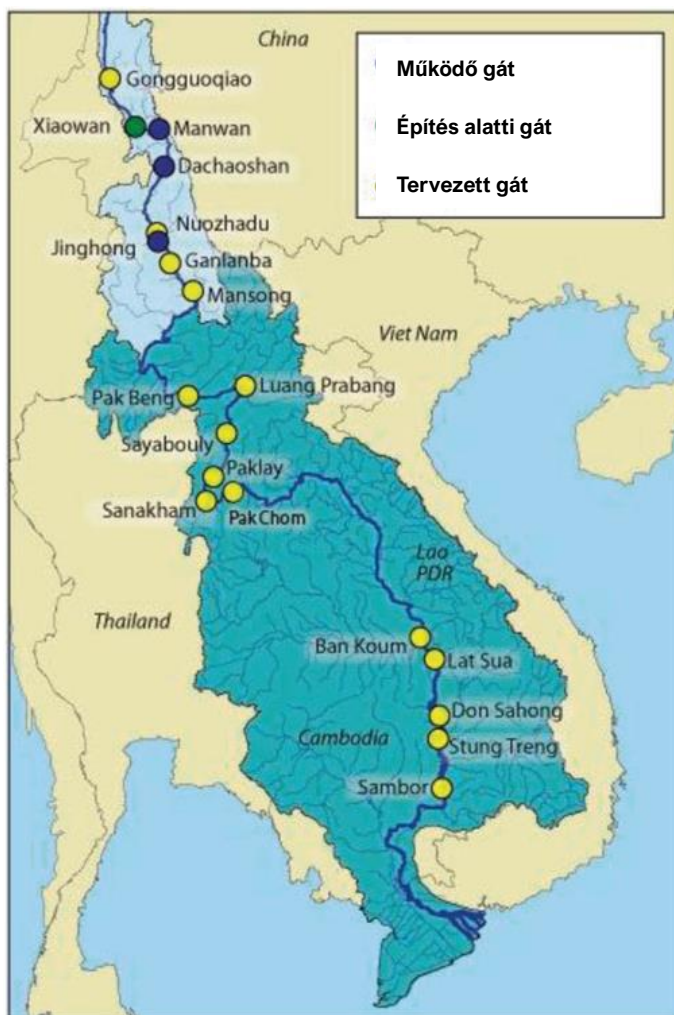 China
Működő gát
Építés alatti gát
Tervezett gát
Gongguoqiao
Xiaowan
Manwan
Dachaoshan
Nuozhadu
Jinghong
Ganlanba
Mansong
Viet Nam
Luang Prabang
Pak Beng
Sayabouly
Paklay
Sanakham
Pak Chom
Lao
PDR
Thailand
Ban Koum
Lat Sua
Don Sahong
Cambodia
Stung Treng
Sambor